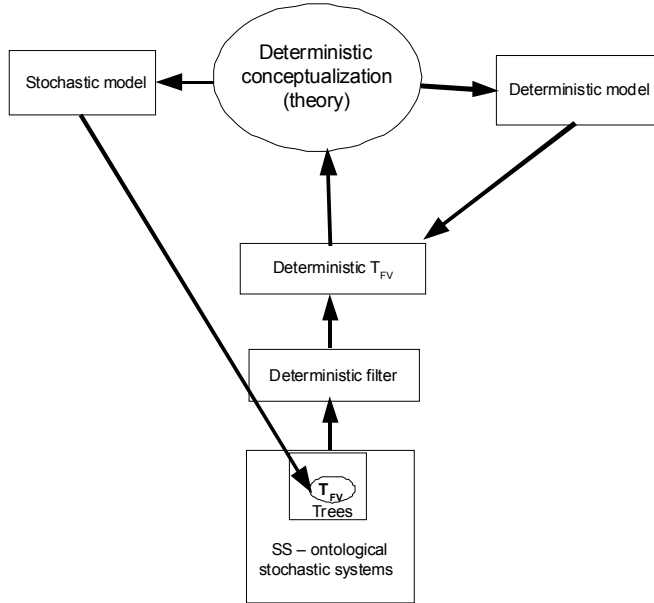 Deterministic
conceptualization
(theory)
Stochastic model
Deterministic model
Deterministic T_FV
Deterministic filter
T_FV
Trees
SS – ontological
stochastic systems